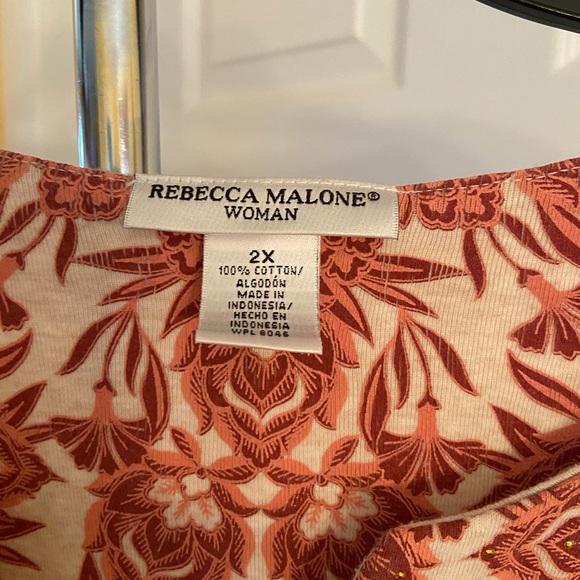 REBECCA MALONE®
WOMAN
2X
100% COTTON/
ALGODÓN
MADE IN
INDONESIA/
HECHO EN
INDONESIA
WPL 8046